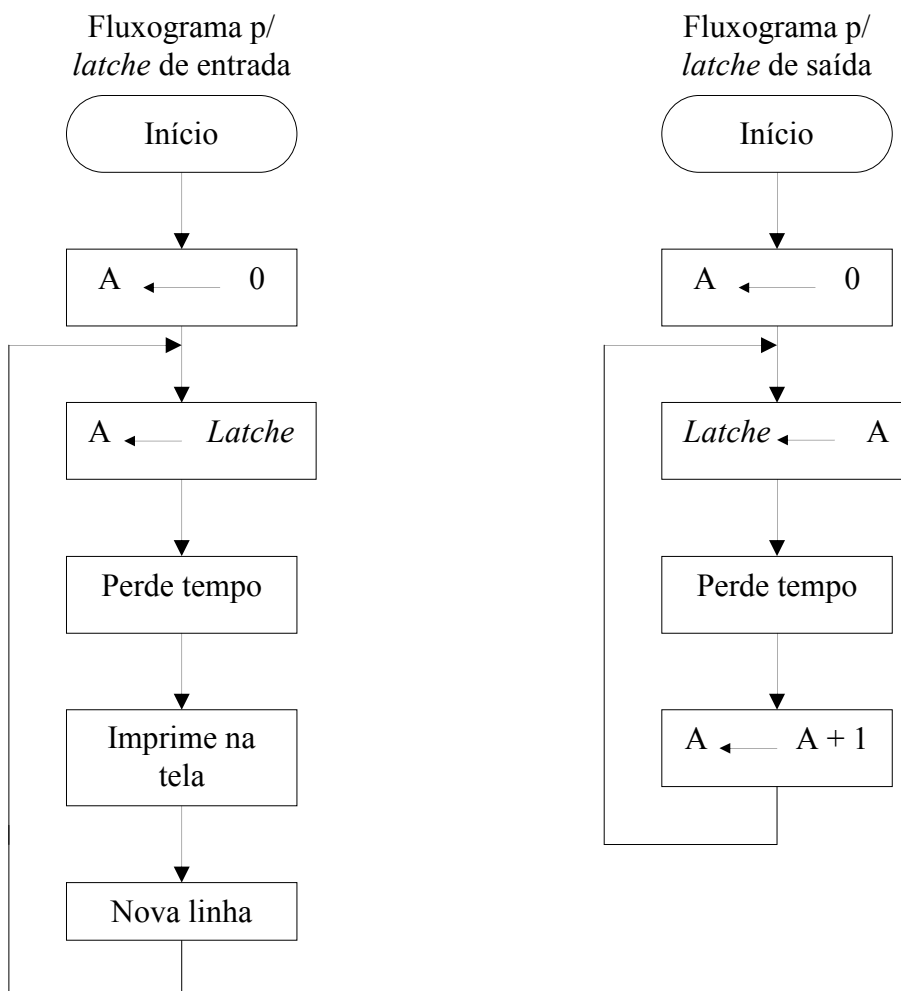 Fluxograma p/
latche de entrada
Início
A ← 0
A ← Latche
Perde tempo
Imprime na
tela
Nova linha
Fluxograma p/
latche de saída
Início
A ← 0
Latche ← A
Perde tempo
A ← A + 1